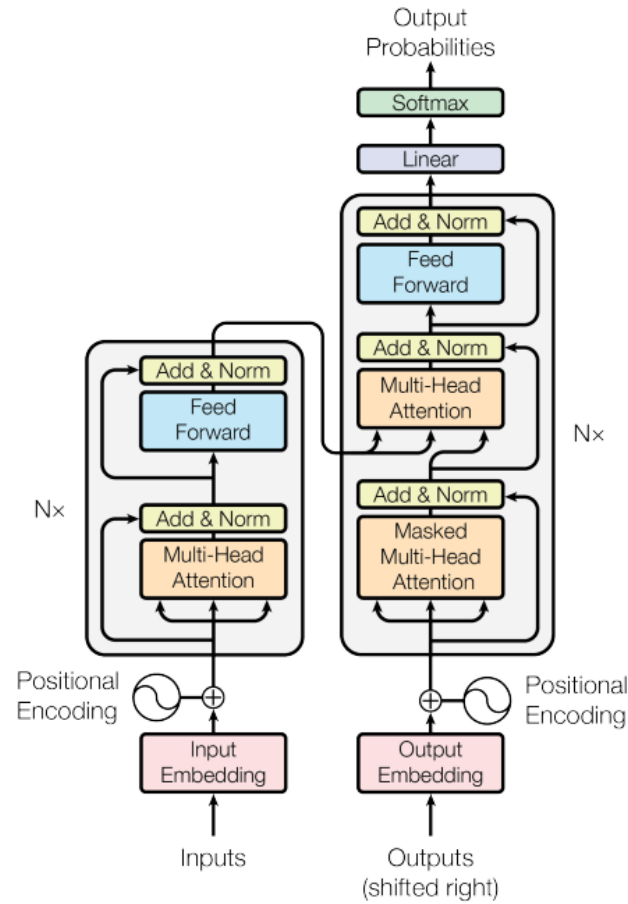 Output
Probabilities
Softmax
Linear
Add & Norm
Feed
Forward
Add & Norm
Multi-Head
Attention
Nx
Add & Norm
Masked
Multi-Head
Attention
Add & Norm
Feed
Forward
Nx
Add & Norm
Multi-Head
Attention
Positional
Encoding
Positional
Encoding
Input
Embedding
Output
Embedding
Inputs
Outputs
(shifted right)